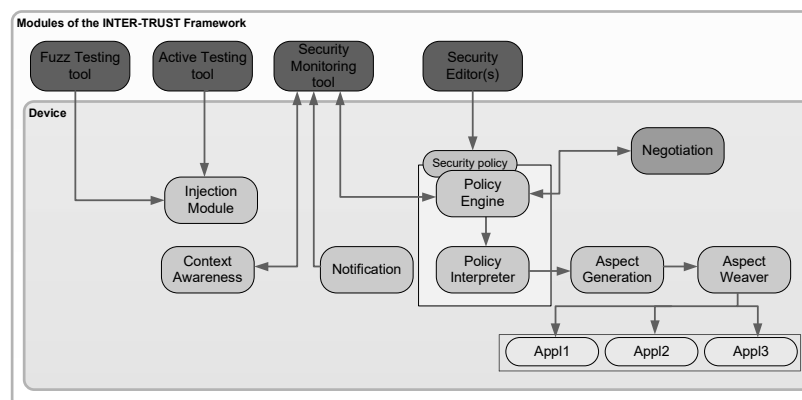 Modules of the INTER-TRUST Framework
Fuzz Testing
tool
Active Testing
tool
Security
Monitoring
tool
Security
Editor(s)
Device
Security policy
Negotiation
Policy
Engine
Injection
Module
Context
Awareness
Notification
Policy
Interpreter
Aspect
Generation
Aspect
Weaver
Appl1
Appl2
Appl3